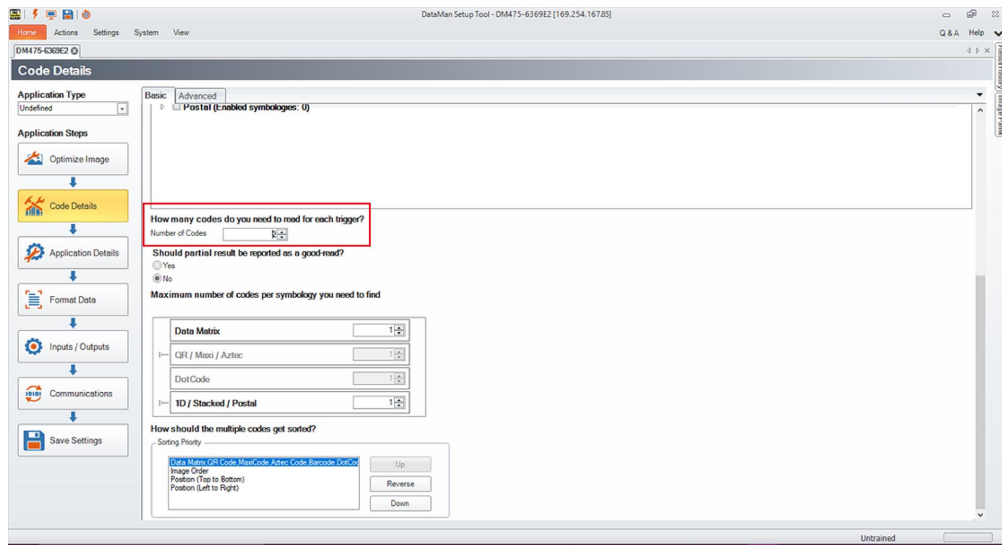 DataMan Setup Tool - DM475-6369E2 [169.254.167.85]
Home Actions Settings System View Q & A Help
DM475-6369E2
Code Details
Application Type
Undefined
Application Steps
Optimize Image
Code Details
Application Details
Format Data
Inputs / Outputs
Communications
Save Settings
Basic Advanced
Postal (Enabled symbologies: 0)
How many codes do you need to read for each trigger?
Number of Codes 2
Should partial result be reported as a good-read?
Yes
No
Maximum number of codes per symbology you need to find
Data Matrix 1
QR / Maxi / Aztec 1
DotCode 1
1D / Stacked / Postal 1
How should the multiple codes get sorted?
Sorting Priority
Data Matrix,QR Code,MaxiCode,Aztec Code,Barcode,DotCoc
Image Order
Position (Top to Bottom)
Position (Left to Right)
Up
Reverse
Down
Result History Image Pane
Untrained